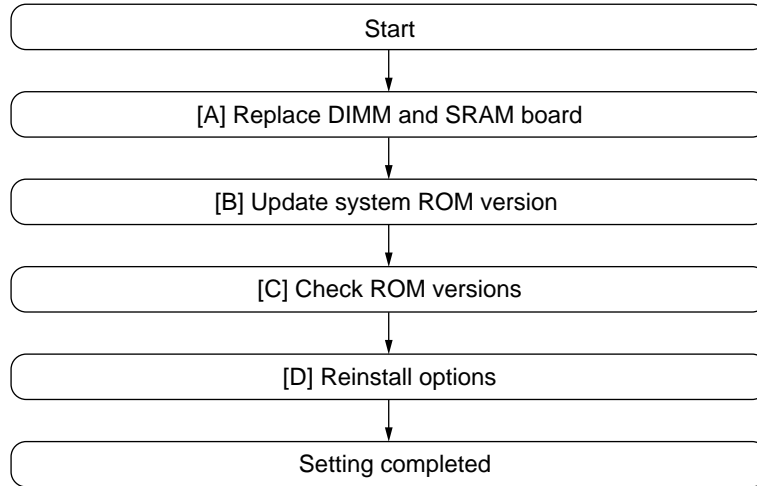 Start
[A] Replace DIMM and SRAM board
[B] Update system ROM version
[C] Check ROM versions
[D] Reinstall options
Setting completed